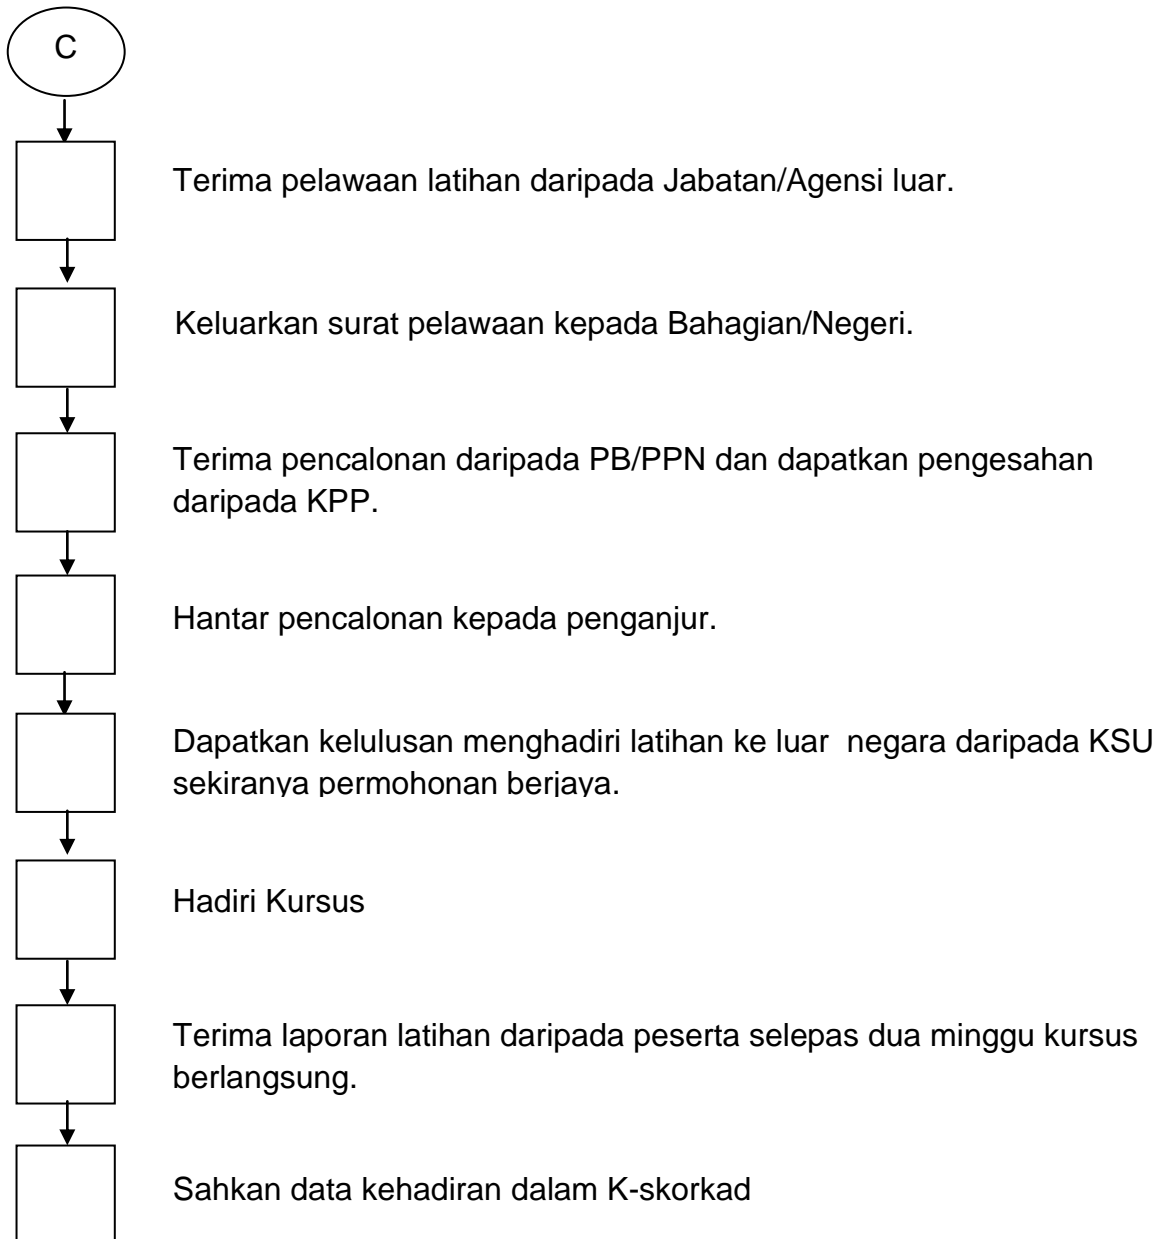 C
Terima pelawaan latihan daripada Jabatan/Agensi luar.
Keluarkan surat pelawaan kepada Bahagian/Negeri.
Terima pencalonan daripada PB/PPN dan dapatkan pengesahan
daripada KPP.
Hantar pencalonan kepada penganjur.
Dapatkan kelulusan menghadiri latihan ke luar  negara daripada KSU
sekiranya permohonan berjaya.
Hadiri Kursus
Terima laporan latihan daripada peserta selepas dua minggu kursus
berlangsung.
Sahkan data kehadiran dalam K-skorkad